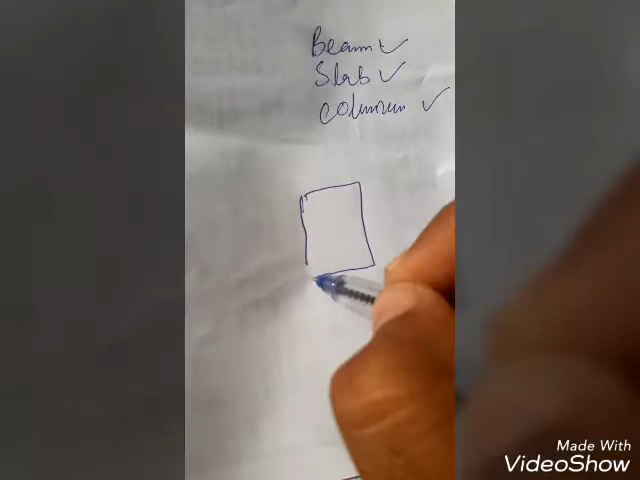 Beam ✓
Slab ✓
Column ✓
Made With
VideoShow